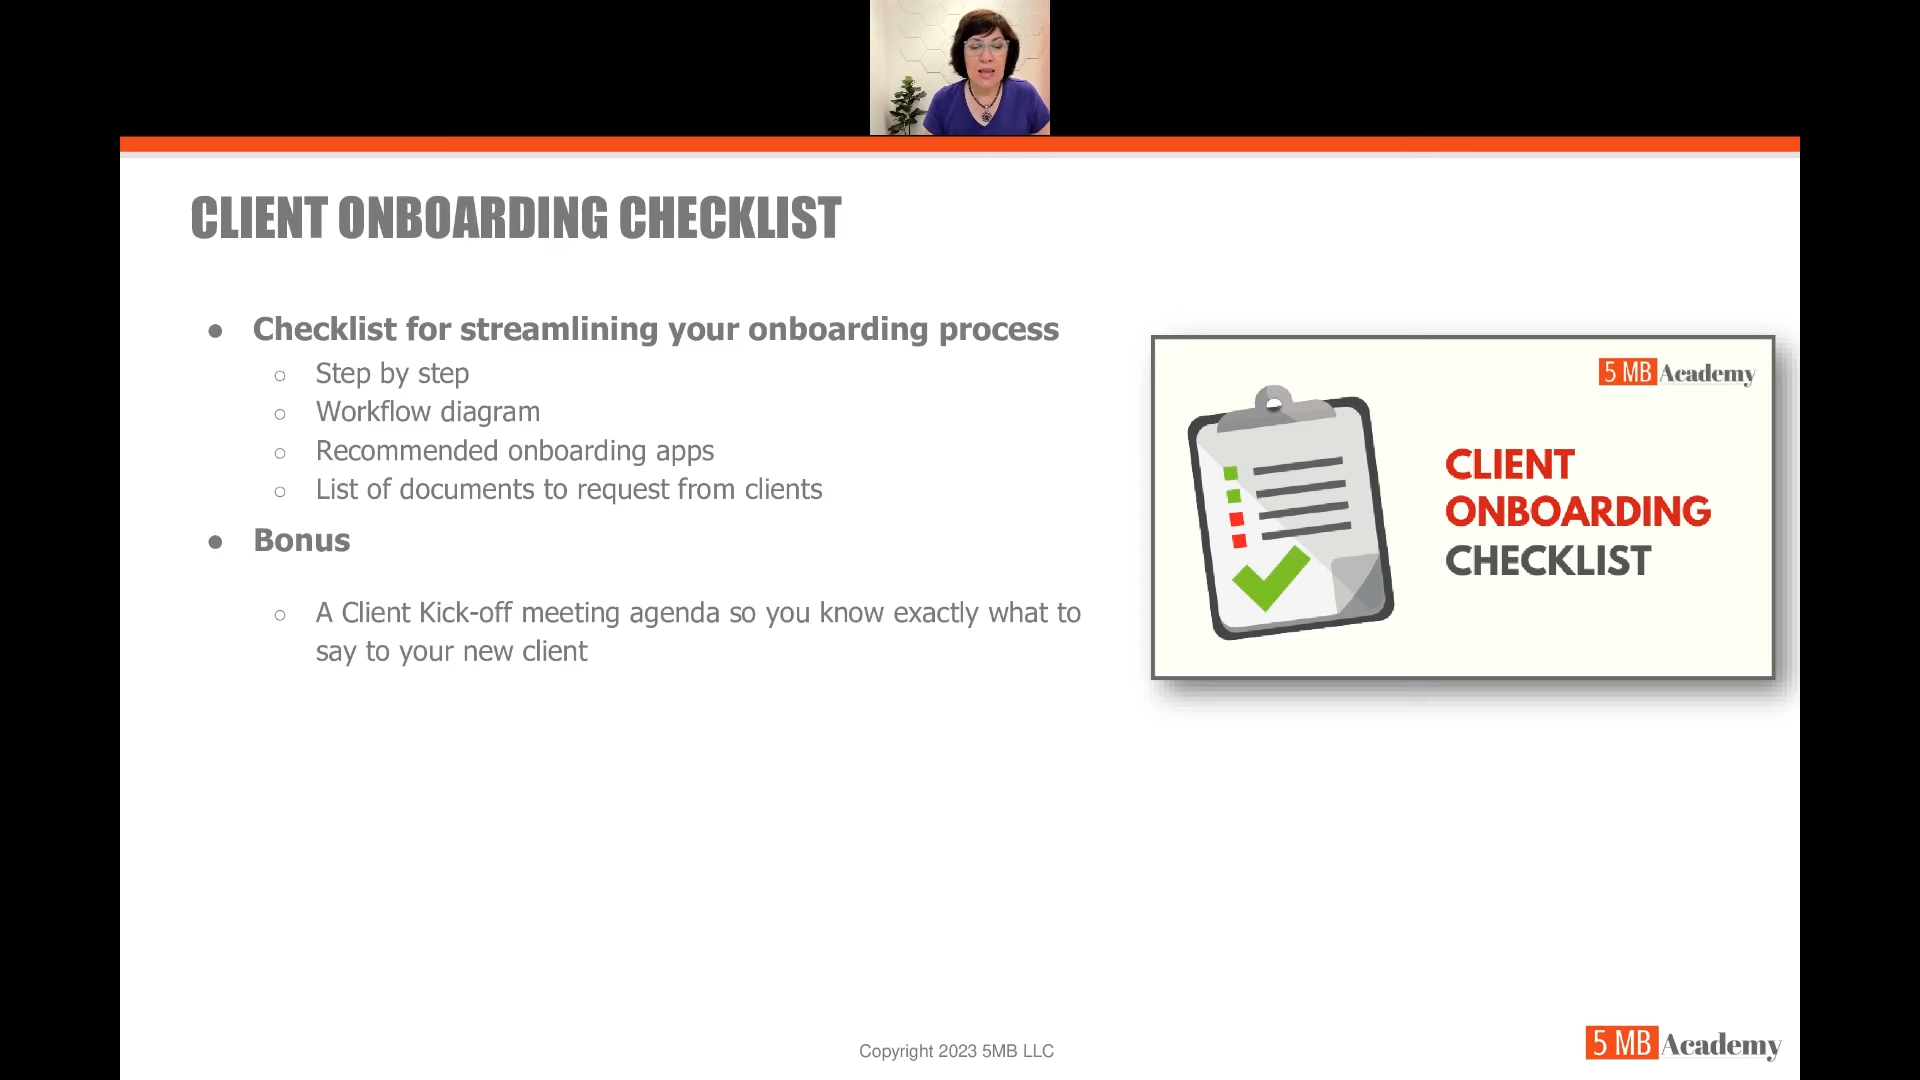 CLIENT ONBOARDING CHECKLIST
● Checklist for streamlining your onboarding process
○ Step by step
○ Workflow diagram
○ Recommended onboarding apps
○ List of documents to request from clients
● Bonus
○ A Client Kick-off meeting agenda so you know exactly what to
say to your new client
5 MB Academy
CLIENT
ONBOARDING
CHECKLIST
Copyright 2023 5MB LLC
5 MB Academy